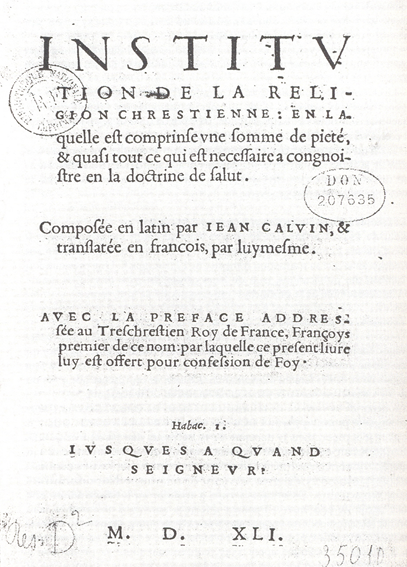 INSTITV
TION DE LA RELI-
GION CHRESTIENNE: EN LA-
quelle est comprinse vne somme de pieté,
& quasi tout ce qui est necessaire a congnoi-
stre en la doctrine de salut.
DON
207635
Composée en latin par IEAN CALVIN, &
translatée en francois, par luymesme.
AVEC LA PREFACE ADDRES-
sée au Treschrestien Roy de France, Françoys
premier de ce nom: par laquelle ce present liure
luy est offert pour confession de Foy.
Habac. 1.
IVSQVES A QVAND
SEIGNEVR?
D 2
M. D. XLI.
35010